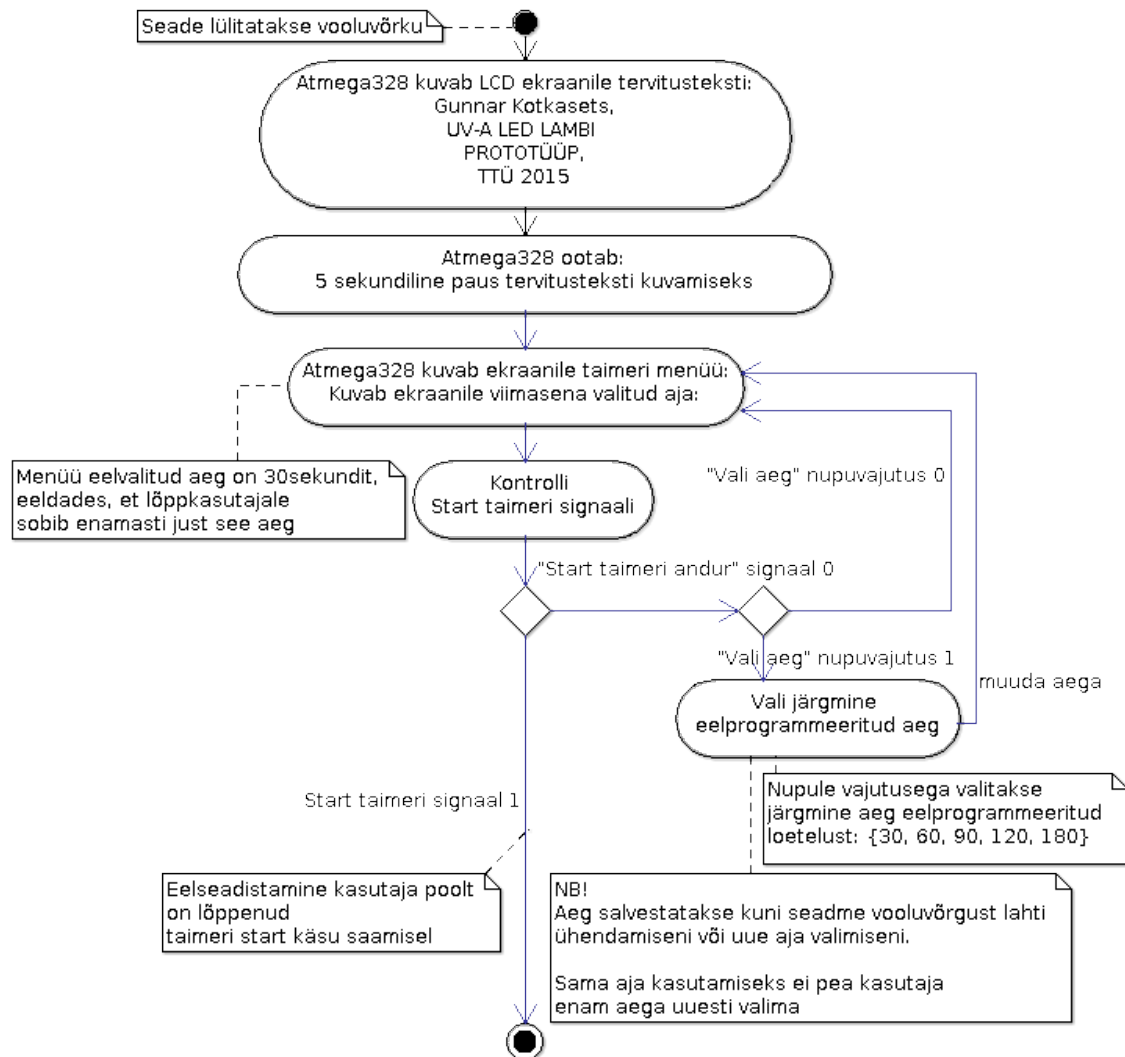 Seade lülitatakse vooluvõrku
Atmega328 kuvab LCD ekraanile tervitusteksti:
Gunnar Kotkasets,
UV-A LED LAMBI
PROTOTÜÜP,
TTÜ 2015
Atmega328 ootab:
5 sekundiline paus tervitusteksti kuvamiseks
Atmega328 kuvab ekraanile taimeri menüü:
Kuvab ekraanile viimasena valitud aja:
Menüü eelvalitud aeg on 30sekundit,
eeldades, et lõppkasutajale
sobib enamasti just see aeg
Kontrolli
Start taimeri signaali
"Vali aeg" nupuvajutus 0
"Start taimeri andur" signaal 0
"Vali aeg" nupuvajutus 1
muuda aega
Vali järgmine
eelprogrammeeritud aeg
Start taimeri signaal 1
Nupule vajutusega valitakse
järgmine aeg eelprogrammeeritud
loetelust: {30, 60, 90, 120, 180}
Eelseadistamine kasutaja poolt
on lõppenud
taimeri start käsu saamisel
NB!
Aeg salvestatakse kuni seadme vooluvõrgust lahti
ühendamiseni või uue aja valimiseni.
Sama aja kasutamiseks ei pea kasutaja
enam aega uuesti valima